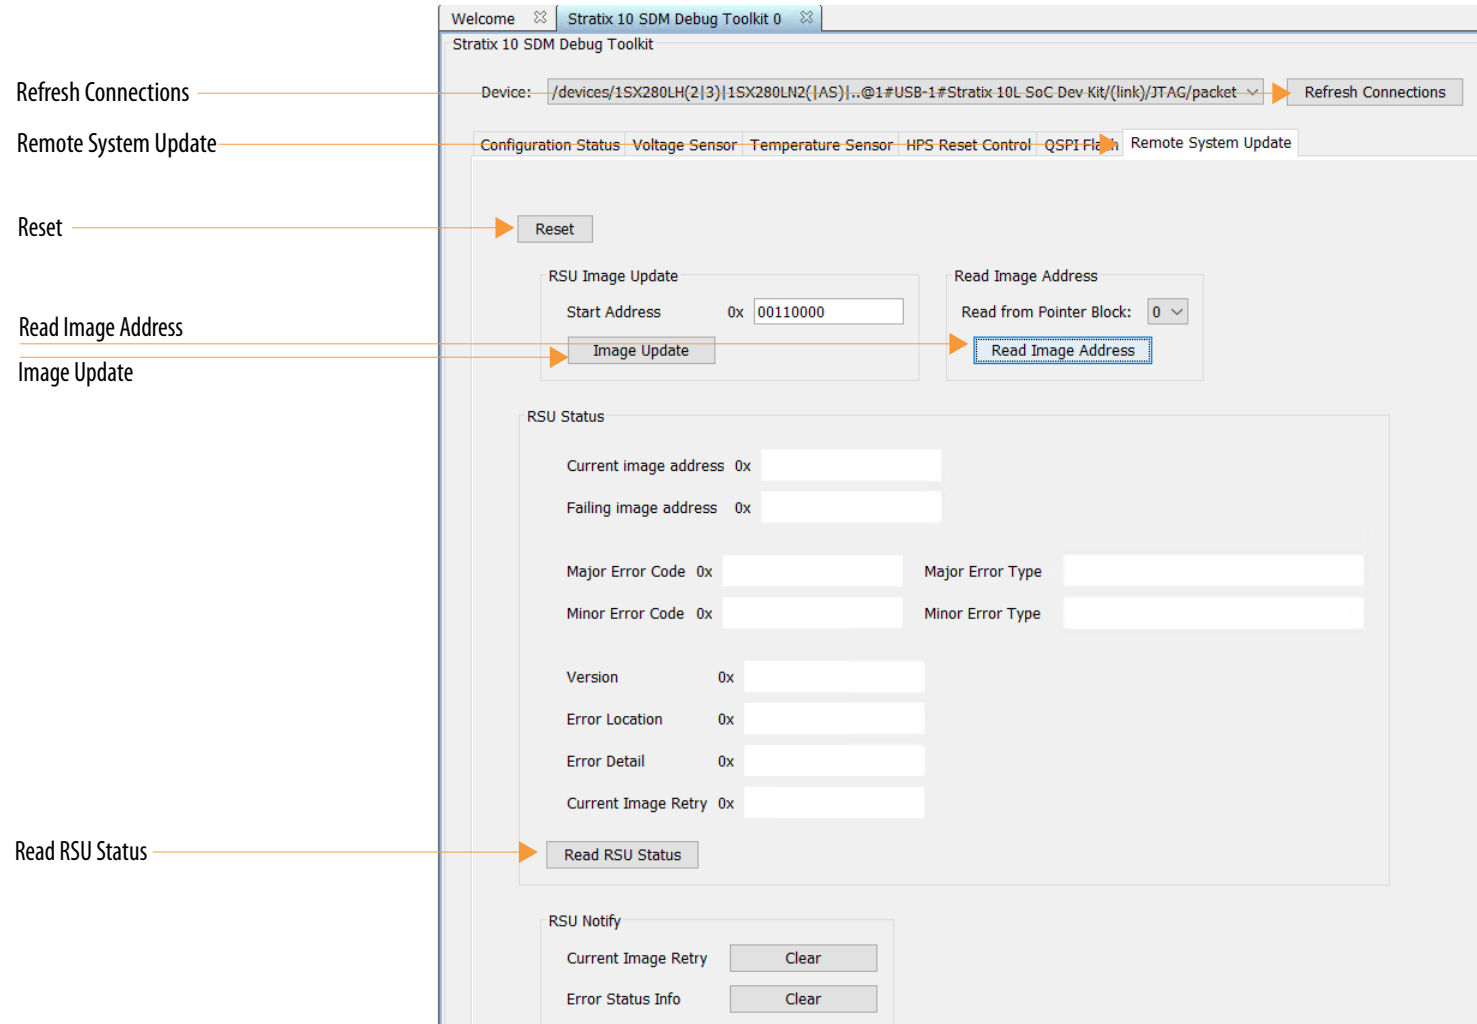 Welcome
Stratix 10 SDM Debug Toolkit 0
Stratix 10 SDM Debug Toolkit
Refresh Connections
Device: /devices/1SX280LH(2|3)|1SX280LN2(|AS)|..@1#USB-1#Stratix 10L SoC Dev Kit/(link)/JTAG/packet Refresh Connections
Remote System Update
Configuration Status Voltage Sensor Temperature Sensor HPS Reset Control QSPI Flash Remote System Update
Reset
Reset
RSU Image Update
Read Image Address
Start Address 0x 00110000
Read from Pointer Block: 0
Read Image Address
Image Update
Image Update
Read Image Address
RSU Status
Current image address 0x
Failing image address 0x
Major Error Code 0x Major Error Type
Minor Error Code 0x Minor Error Type
Version 0x
Error Location 0x
Error Detail 0x
Current Image Retry 0x
Read RSU Status
Read RSU Status
RSU Notify
Current Image Retry Clear
Error Status Info Clear